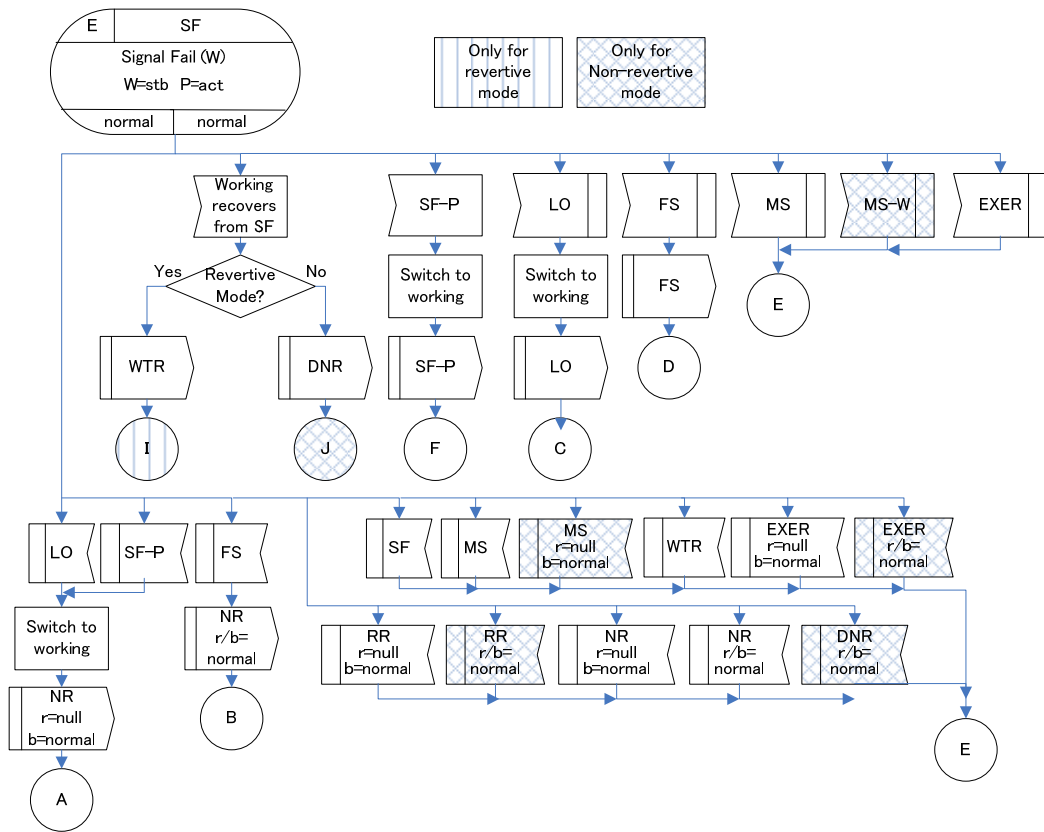 E
SF
Signal Fail (W)
W=stb P=act
normal
normal
Only for
revertive
mode
Only for
Non-revertive
mode
Working
recovers
from SF
SF-P
LO
FS
MS
MS-W
EXER
Yes
Revertive
Mode?
No
Switch to
working
Switch to
working
FS
E
WTR
DNR
SF-P
LO
D
I
J
F
C
LO
SF-P
FS
SF
MS
MS
r=null
b=normal
WTR
EXER
r=null
b=normal
EXER
r/b=
normal
Switch to
working
NR
r/b=
normal
RR
r=null
b=normal
RR
r/b=
normal
NR
r=null
b=normal
NR
r/b=
normal
DNR
r/b=
normal
NR
r=null
b=normal
B
E
A